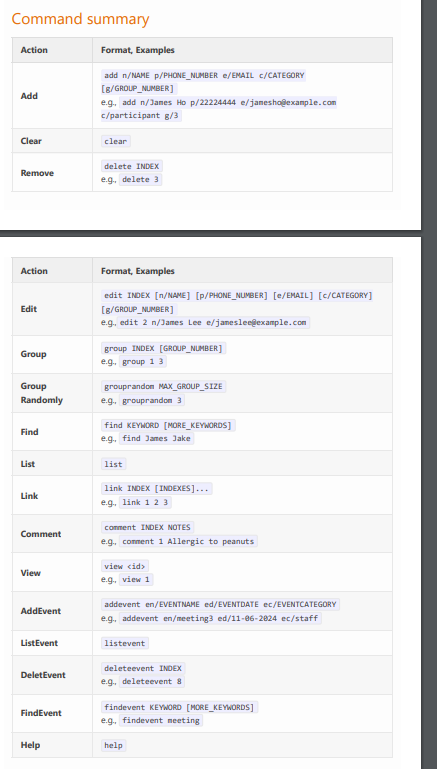 Command summary
Action Format, Examples
add n/NAME p/PHONE_NUMBER e/EMAIL c/CATEGORY
[g/GROUP_NUMBER]
Add
e.g., add n/James Ho p/22224444 e/jamesho@example.com
c/participant g/3
Clear clear
delete INDEX
Remove
e.g., delete 3
Action Format, Examples
edit INDEX [n/NAME] [p/PHONE_NUMBER] [e/EMAIL] [c/CATEGORY]
Edit [g/GROUP_NUMBER]
e.g., edit 2 n/James Lee e/jameslee@example.com
group INDEX [GROUP_NUMBER]
Group
e.g., group 1 3
Group grouprandom MAX_GROUP_SIZE
Randomly e.g., grouprandom 3
find KEYWORD [MORE_KEYWORDS]
Find
e.g., find James Jake
List list
link INDEX [INDEXES]...
Link
e.g., link 1 2 3
comment INDEX NOTES
Comment
e.g., comment 1 Allergic to peanuts
view <id>
View
e.g., view 1
addevent en/EVENTNAME ed/EVENTDATE ec/EVENTCATEGORY
AddEvent
e.g., addevent en/meeting3 ed/11-06-2024 ec/staff
ListEvent listevent
deleteevent INDEX
DeletEvent
e.g., deleteevent 8
findevent KEYWORD [MORE_KEYWORDS]
FindEvent
e.g., findevent meeting
Help help